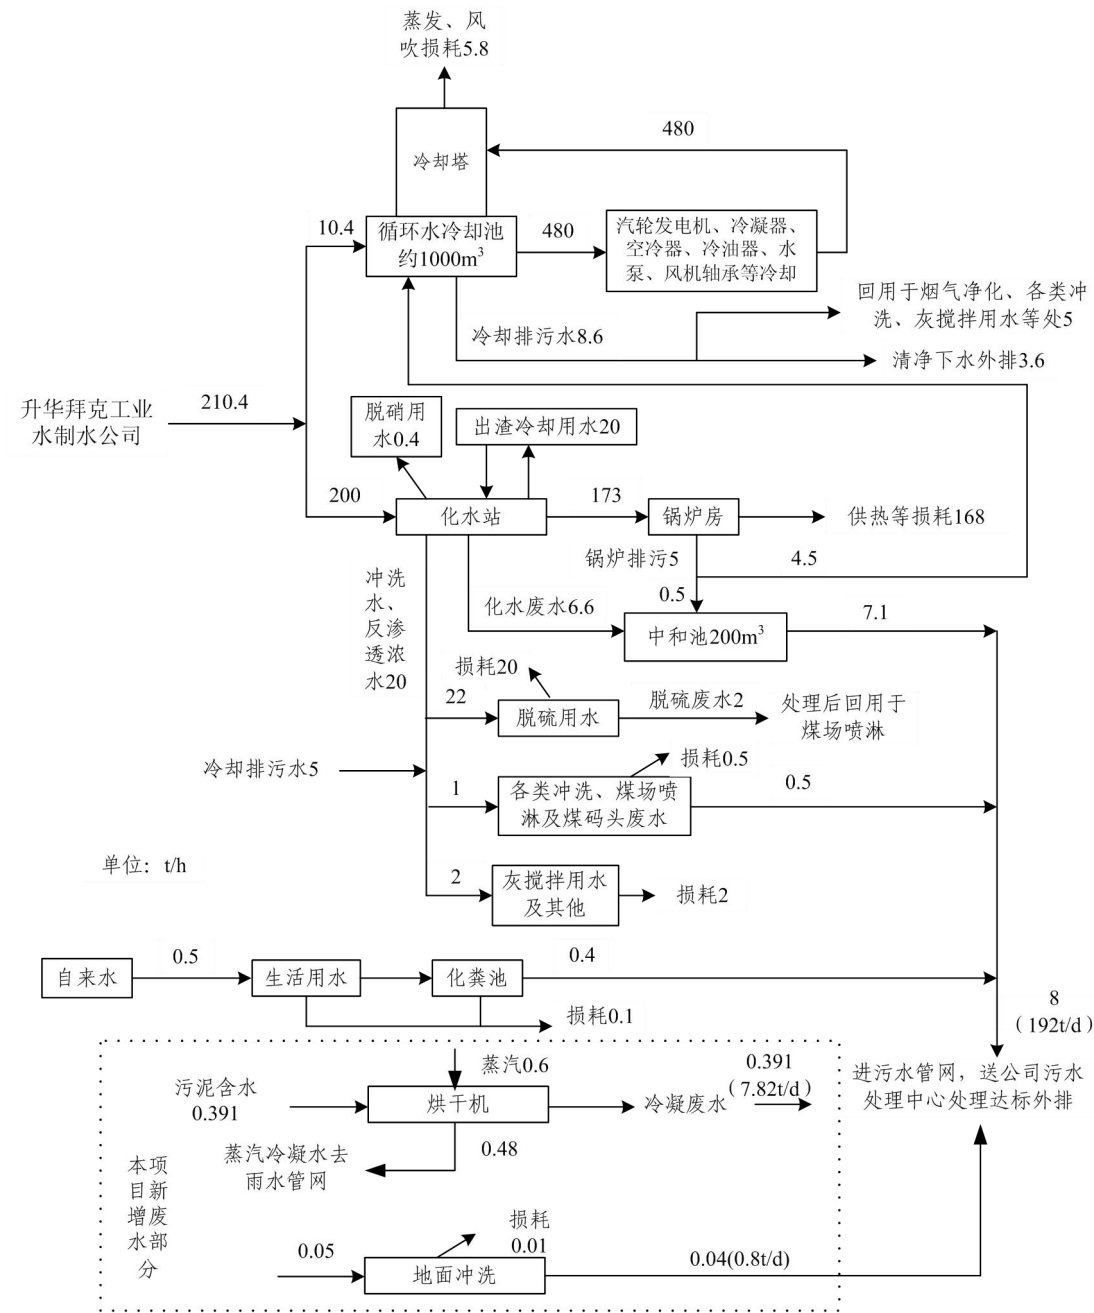 蒸发、风
吹损耗5.8
480
冷却塔
10.4
循环水冷却池
约1000m³
480
汽轮发电机、冷凝器、
空冷器、冷油器、水
泵、风机轴承等冷却
回用于烟气净化、各类冲
洗、灰搅拌用水等处5
冷却排污水8.6
清净下水外排3.6
升华拜克工业
水制水公司
210.4
脱硝用
水0.4
出渣冷却用水20
200
化水站
173
锅炉房
供热等损耗168
锅炉排污5
4.5
冲洗
水、
反渗
透浓
水20
化水废水6.6
0.5
中和池200m³
7.1
损耗20
22
脱硫用水
脱硫废水2
处理后回用于
煤场喷淋
冷却排污水5
损耗0.5
1
各类冲洗、煤场喷
淋及煤码头废水
0.5
单位：t/h
2
灰搅拌用水
及其他
损耗2
自来水
0.5
生活用水
化粪池
0.4
损耗0.1
8
（192t/d）
进污水管网，送公司污水
处理中心处理达标外排
蒸汽0.6
污泥含水
0.391
烘干机
冷凝废水
0.391
（7.82t/d）
0.48
蒸汽冷凝水去
雨水管网
本项
目新
增废
水部
分
损耗
0.01
0.05
地面冲洗
0.04(0.8t/d)